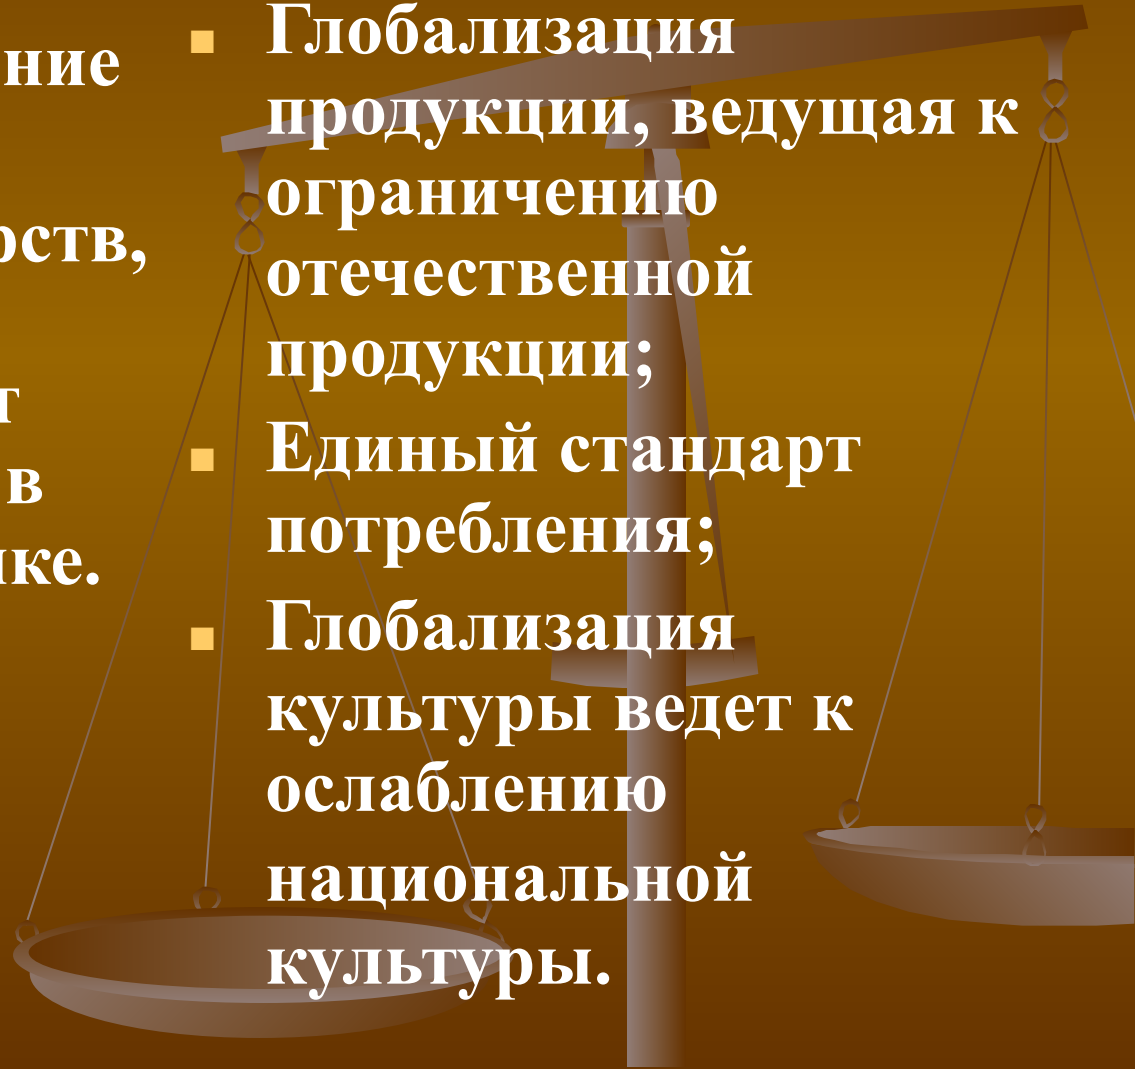 Глобализация
продукции, ведущая к
ограничению
отечественной
продукции;
Единый стандарт
потребления;
Глобализация
культуры ведет к
ослаблению
национальной
культуры.